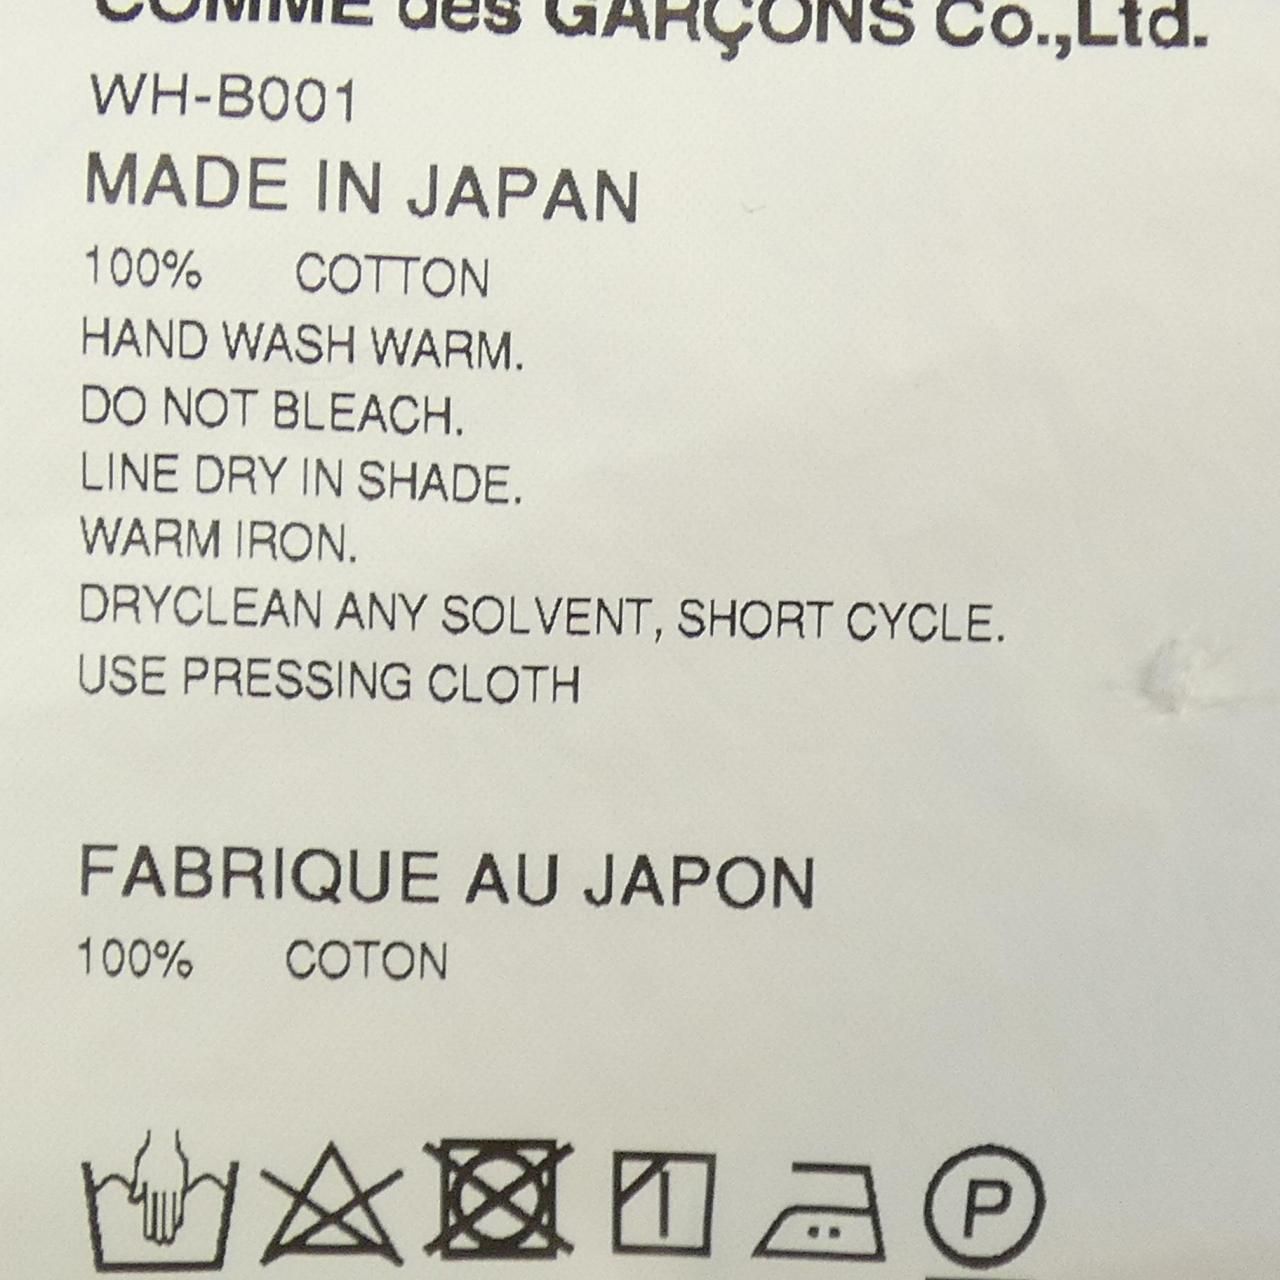 COMME des GARÇONS Co.,Ltd.
WH-B001
MADE IN JAPAN
100% COTTON
HAND WASH WARM.
DO NOT BLEACH.
LINE DRY IN SHADE.
WARM IRON.
DRYCLEAN ANY SOLVENT, SHORT CYCLE.
USE PRESSING CLOTH
FABRIQUE AU JAPON
100% COTON
P